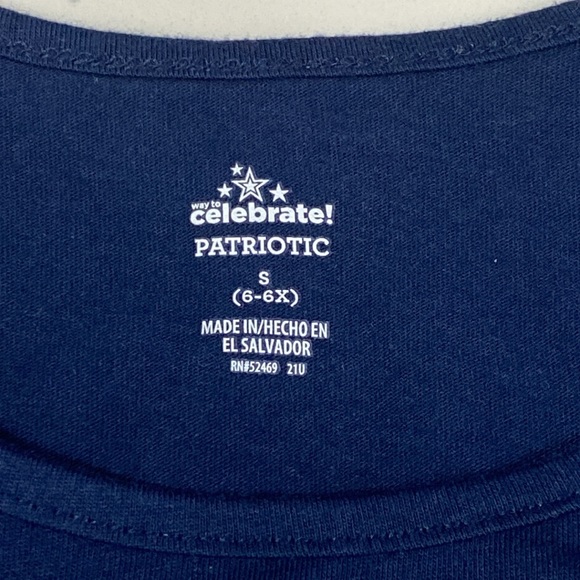 way to
celebrate!
PATRIOTIC
S
(6-6X)
MADE IN/HECHO EN
EL SALVADOR
RN#52469 21U